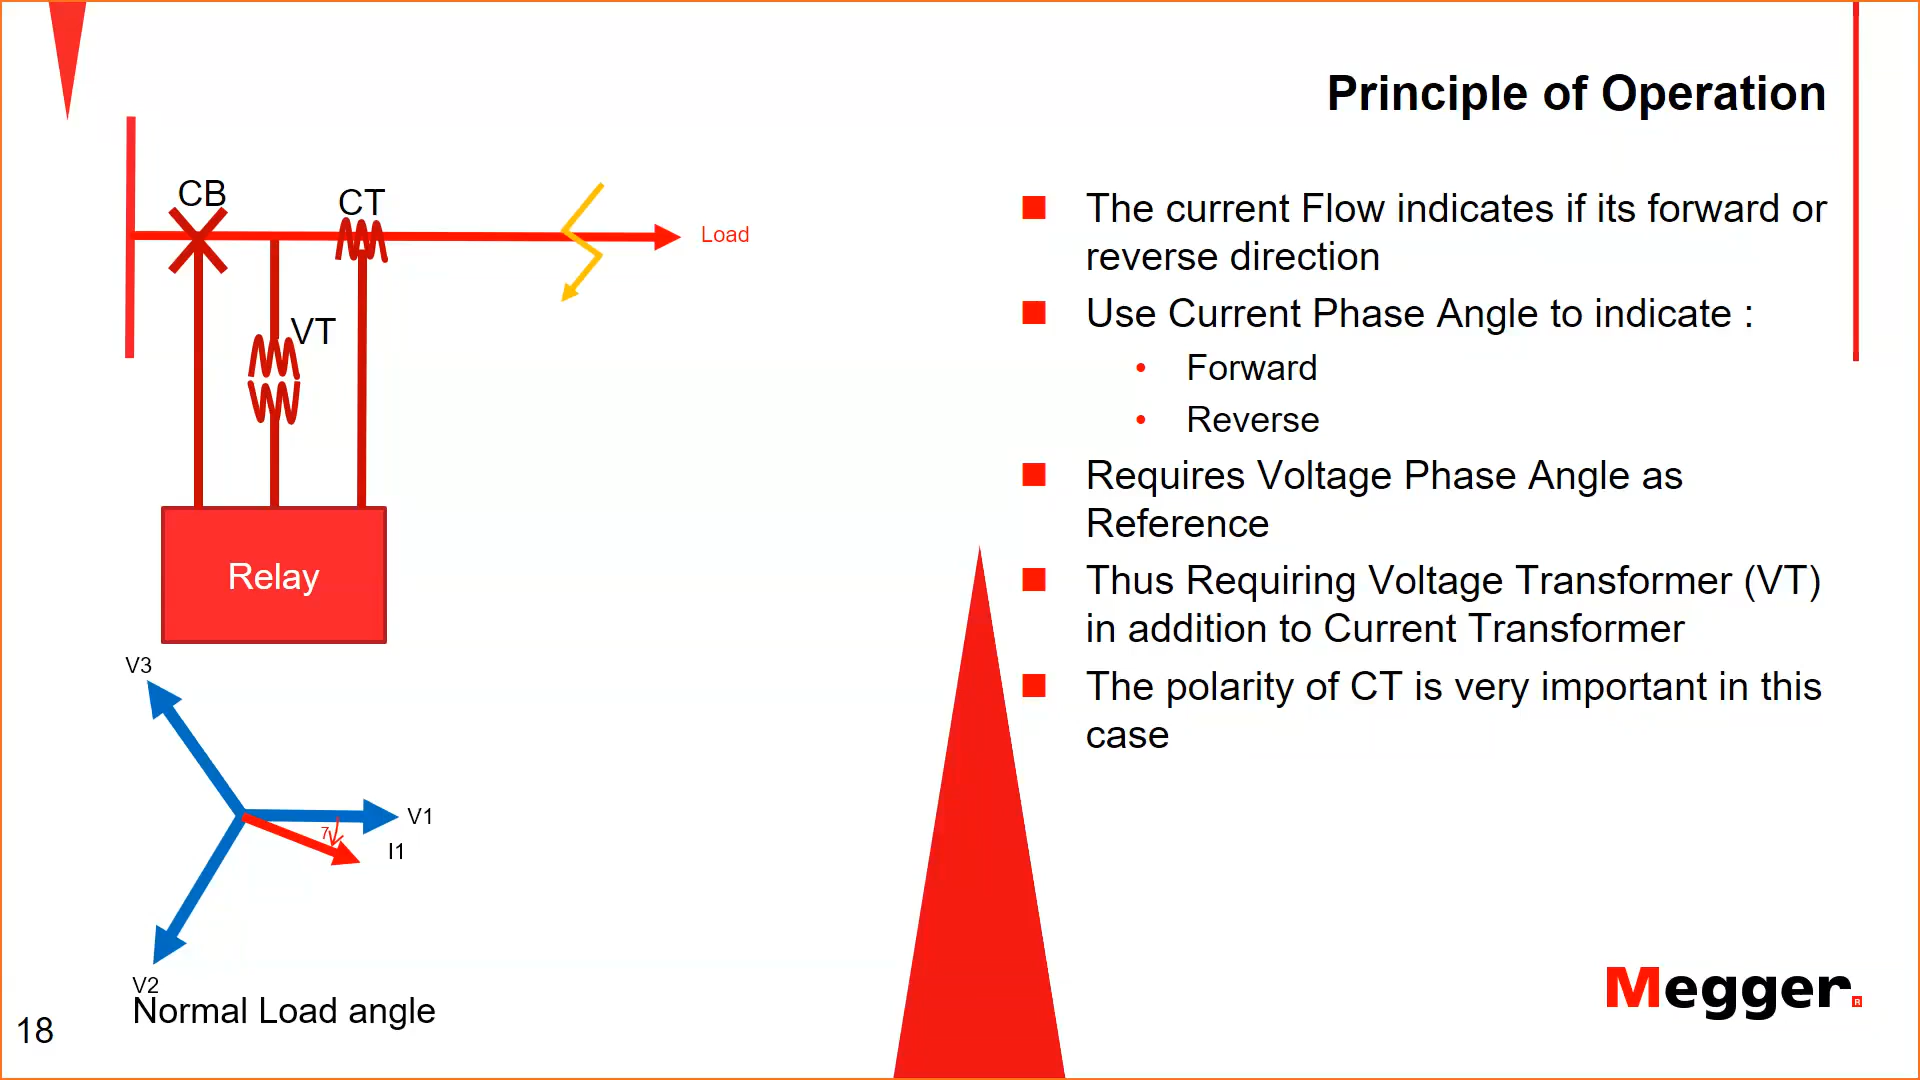 Principle of Operation
CB
CT
Load
VT
Relay
V3
V1
7
I1
V2
Normal Load angle
The current Flow indicates if its forward or
reverse direction
Use Current Phase Angle to indicate :
Forward
Reverse
Requires Voltage Phase Angle as
Reference
Thus Requiring Voltage Transformer (VT)
in addition to Current Transformer
The polarity of CT is very important in this
case
18
Megger®